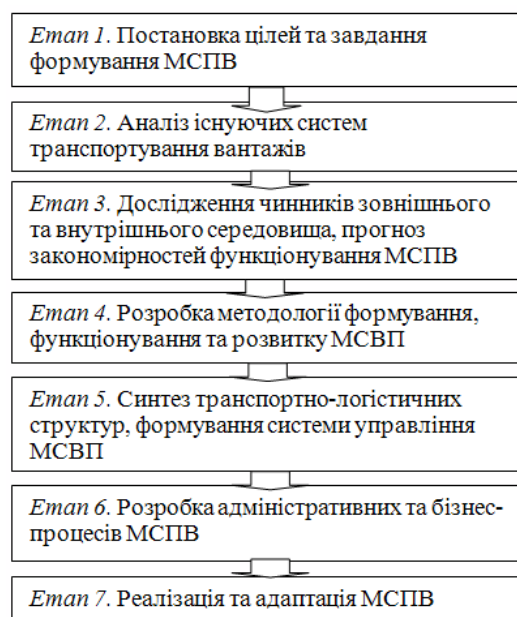 Етап 1. Постановка цілей та завдання
формування МСПВ
Етап 2. Аналіз існуючих систем
транспортування вантажів
Етап 3. Дослідження чинників зовнішнього
та внутрішнього середовища, прогноз
закономірностей функціонування МСПВ
Етап 4. Розробка методології формування,
функціонування та розвитку МСВП
Етап 5. Синтез транспортно-логістичних
структур, формування системи управління
МСВП
Етап 6. Розробка адміністративних та бізнес-
процесів МСПВ
Етап 7. Реалізація та адаптація МСПВ